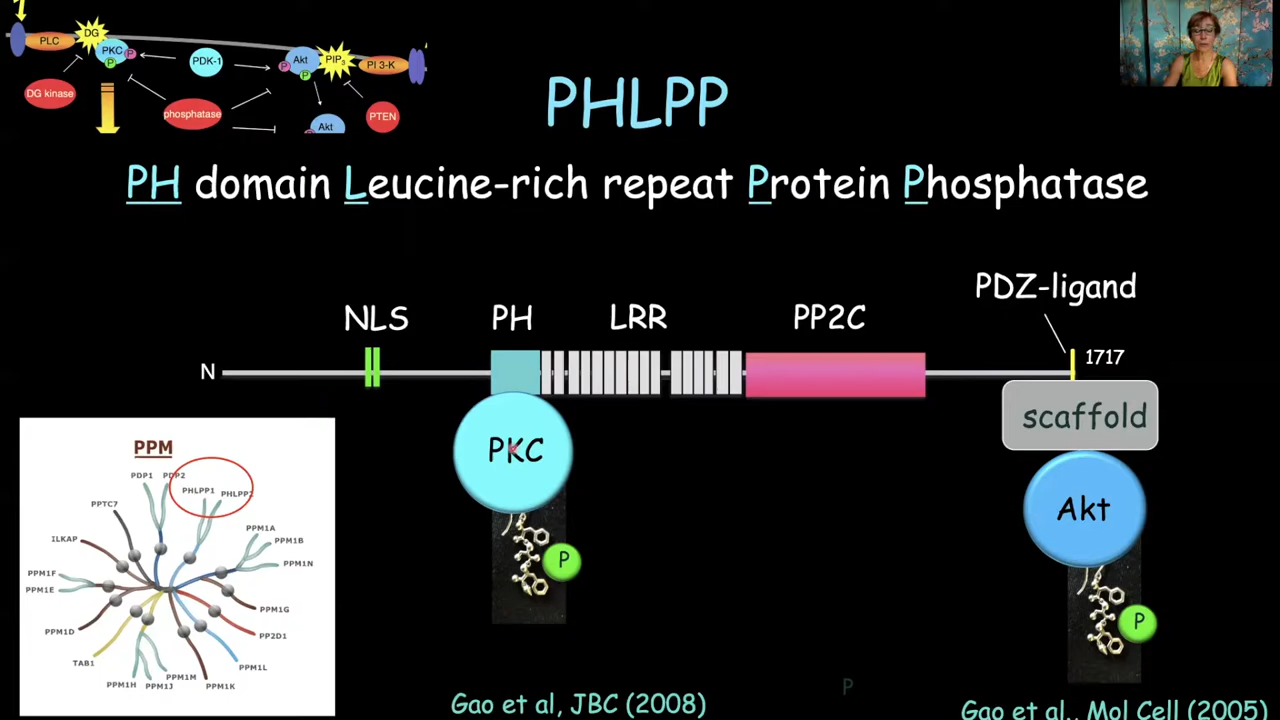 PLC
DG
PKC
P
P
PDK-1
Akt
P
P
PIP3
PI 3-K
DG kinase
phosphatase
Akt
PTEN
PHLPP
PH domain Leucine-rich repeat Protein Phosphatase
NLS
PH
LRR
PP2C
PDZ-ligand
N
1717
scaffold
PKC
Akt
P
P
PPM
PDP1
PDP2
PHLPP1
PHLPP2
PPTC7
ILKAP
PPM1A
PPM1B
PPM1N
PPM1F
PPM1E
PPM1G
PPM1D
PP2D1
TAB1
PPM1L
PPM1H
PPM1J
PPM1M
PPM1K
P
Gao et al, JBC (2008)
Gao et al., Mol Cell (2005)